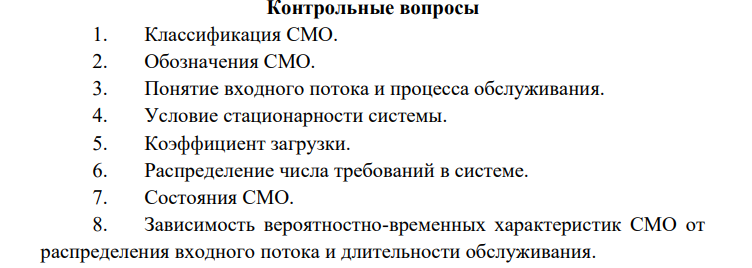 Контрольные вопросы
1. Классификация СМО.
2. Обозначения СМО.
3. Понятие входного потока и процесса обслуживания.
4. Условие стационарности системы.
5. Коэффициент загрузки.
6. Распределение числа требований в системе.
7. Состояния СМО.
8. Зависимость вероятностно-временных характеристик СМО от
распределения входного потока и длительности обслуживания.